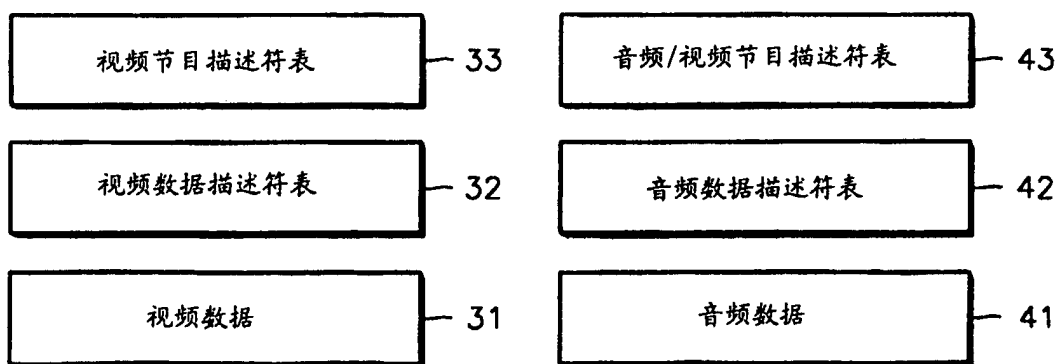 视频节目描述符表 33
音频/视频节目描述符表 43
视频数据描述符表 32
音频数据描述符表 42
视频数据 31
音频数据 41